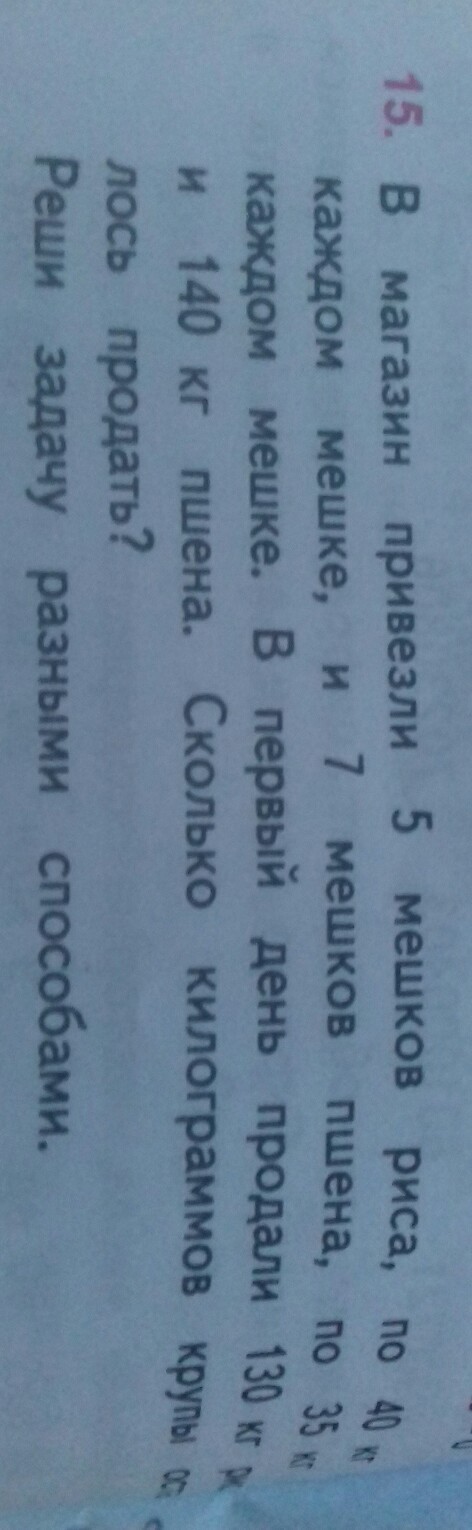 15. В магазин привезли 5 мешков риса, по 40 кг
каждом мешке, и 7 мешков пшена, по 35 кг
каждом мешке. В первый день продали 130 кг
и 140 кг пшена. Сколько килограммов крупы ост
лось продать?
Реши задачу разными способами.